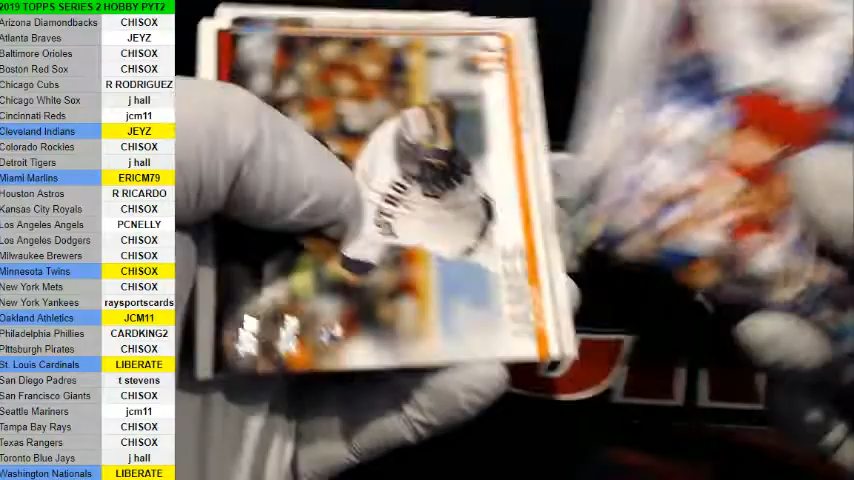 2019 TOPPS SERIES 2 HOBBY PYT2
Arizona Diamondbacks CHISOX
Atlanta Braves JEYZ
Baltimore Orioles CHISOX
Boston Red Sox CHISOX
Chicago Cubs R RODRIGUEZ
Chicago White Sox j hall
Cincinnati Reds jcm11
Cleveland Indians JEYZ
Colorado Rockies CHISOX
Detroit Tigers j hall
Miami Marlins ERICM79
Houston Astros R RICARDO
Kansas City Royals CHISOX
Los Angeles Angels PCNELLY
Los Angeles Dodgers CHISOX
Milwaukee Brewers CHISOX
Minnesota Twins CHISOX
New York Mets CHISOX
New York Yankees raysportscards
Oakland Athletics JCM11
Philadelphia Phillies CARDKING2
Pittsburgh Pirates CHISOX
St. Louis Cardinals LIBERATE
San Diego Padres t stevens
San Francisco Giants CHISOX
Seattle Mariners jcm11
Tampa Bay Rays CHISOX
Texas Rangers CHISOX
Toronto Blue Jays j hall
Washington Nationals LIBERATE